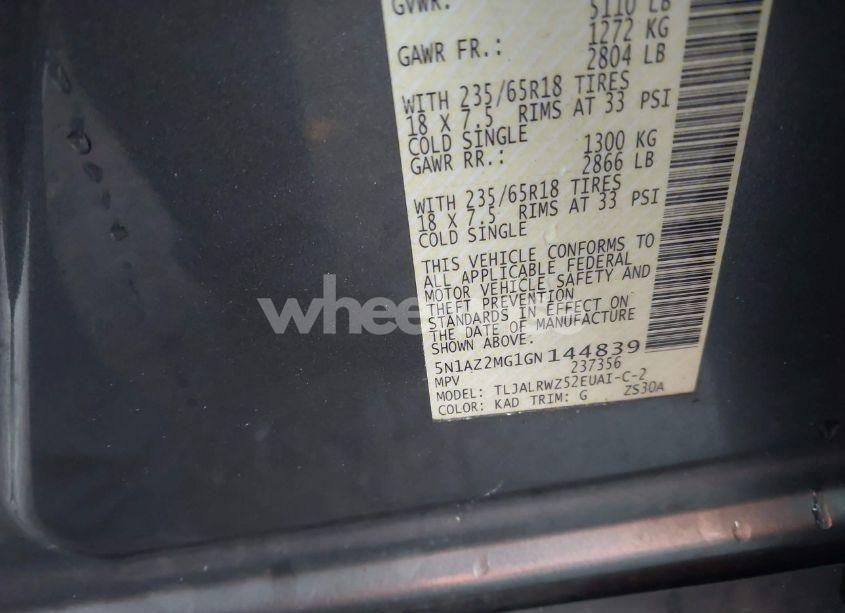 GVWR: 5110 LB
1272 KG
GAWR FR.: 2804 LB
WITH 235/65R18 TIRES
18 X 7.5 RIMS AT 33 PSI
COLD SINGLE 1300 KG
GAWR RR.: 2866 LB
WITH 235/65R18 TIRES
18 X 7.5 RIMS AT 33 PSI
COLD SINGLE
THIS VEHICLE CONFORMS TO
ALL APPLICABLE FEDERAL
MOTOR VEHICLE SAFETY AND
THEFT PREVENTION
STANDARDS IN EFFECT ON
THE DATE OF MANUFACTURE
SHOWN ABOVE.
5N1AZ2MG1GN144839
MPV 237356
MODEL: TLJALRWZ52EUAI-C-2
COLOR: KAD TRIM: G ZS30A